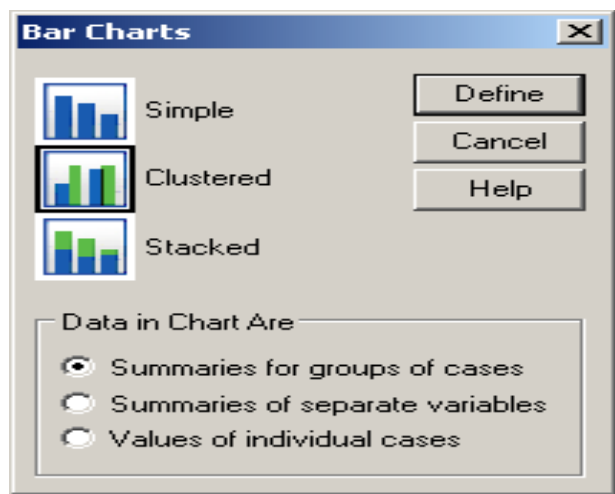 Bar Charts
Simple
Clustered
Stacked
Define
Cancel
Help
Data in Chart Are
Summaries for groups of cases
Summaries of separate variables
Values of individual cases